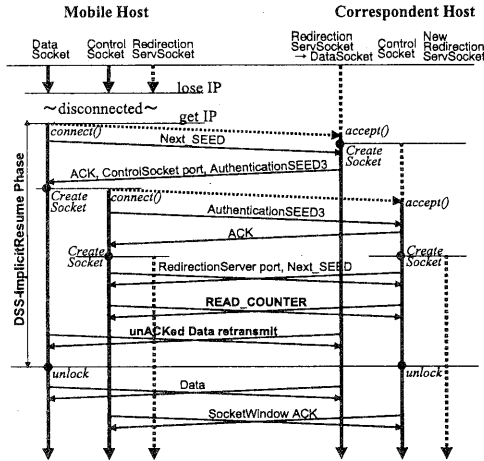 Mobile Host
Correspondent Host
Data Socket
Control Socket
Redirection ServSocket
Redirection ServSocket → DataSocket
Control Socket
New Redirection ServSocket
lose IP
～disconnected～
get IP
connect()
accept()
Next_SEED
Create Socket
ACK, ControlSocket port, AuthenticationSEED3
Create Socket
connect()
accept()
AuthenticationSEED3
ACK
Create Socket
Create Socket
RedirectionServer port, Next_SEED
READ_COUNTER
unACKed Data retransmit
DSS-ImplicitResume Phase
unlock
unlock
Data
SocketWindow ACK